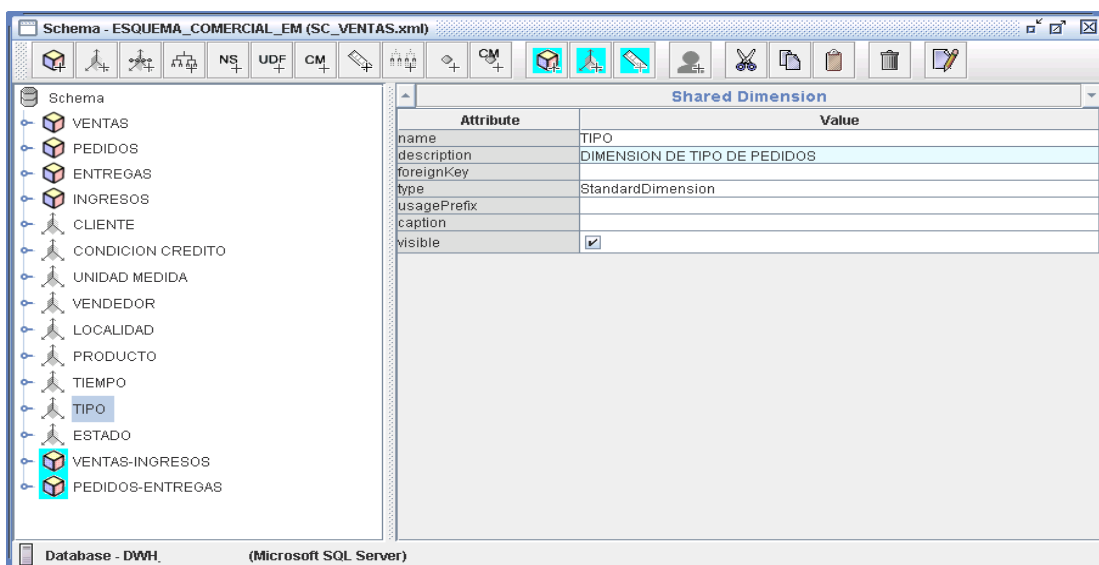 Schema - ESQUEMA_COMERCIAL_EM (SC_VENTAS.xml)
NS UDF CM CM
Schema
VENTAS
PEDIDOS
ENTREGAS
INGRESOS
CLIENTE
CONDICION CREDITO
UNIDAD MEDIDA
VENDEDOR
LOCALIDAD
PRODUCTO
TIEMPO
TIPO
ESTADO
VENTAS-INGRESOS
PEDIDOS-ENTREGAS
Shared Dimension
Attribute Value
name TIPO
description DIMENSION DE TIPO DE PEDIDOS
foreignKey
type StandardDimension
usagePrefix
caption
visible
Database - DWH_ (Microsoft SQL Server)